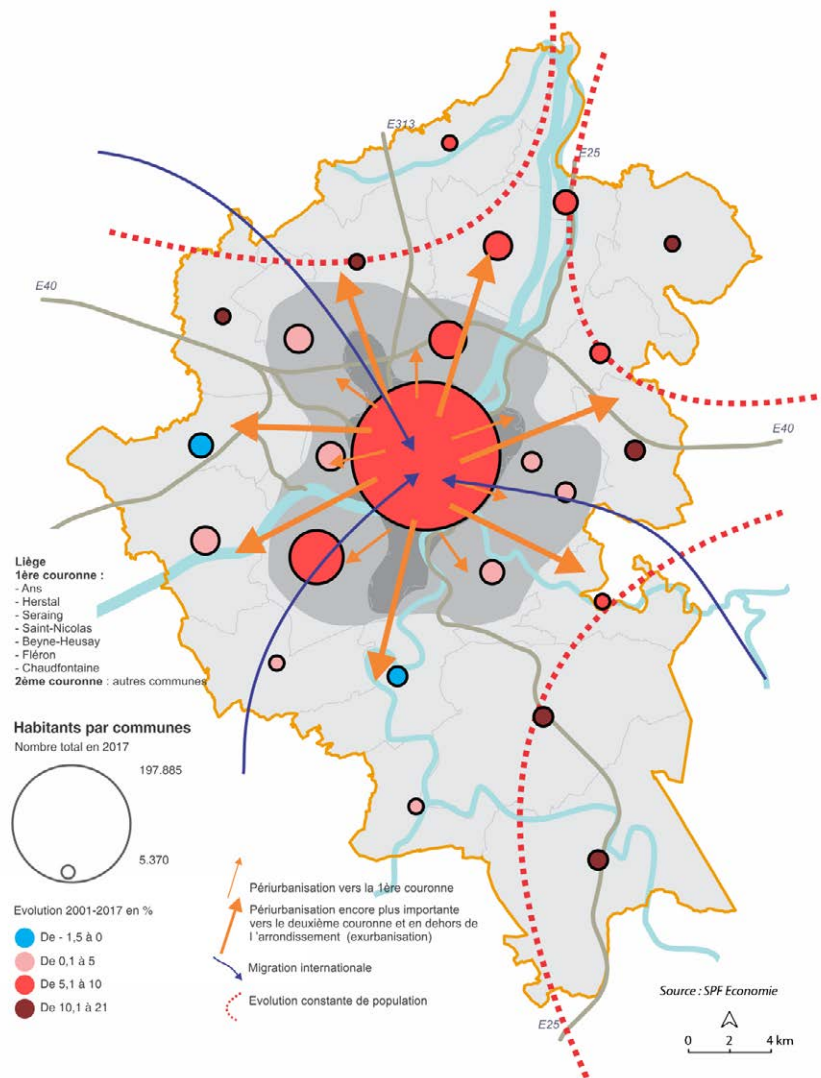 E313
E25
E40
E40
Liège
1ère couronne :
- Ans
- Herstal
- Seraing
- Saint-Nicolas
- Beyne-Heusay
- Fléron
- Chaudfontaine
2ème couronne : autres communes
Habitants par communes
Nombre total en 2017
197.885
5.370
Evolution 2001-2017 en %
De - 1,5 à 0
De 0,1 à 5
De 5,1 à 10
De 10,1 à 21
Périurbanisation vers la 1ère couronne
Périurbanisation encore plus importante
vers le deuxième couronne et en dehors de
l 'arrondissement (exurbanisation)
Migration internationale
Evolution constante de population
E25
Source : SPF Economie
0 2 4 km